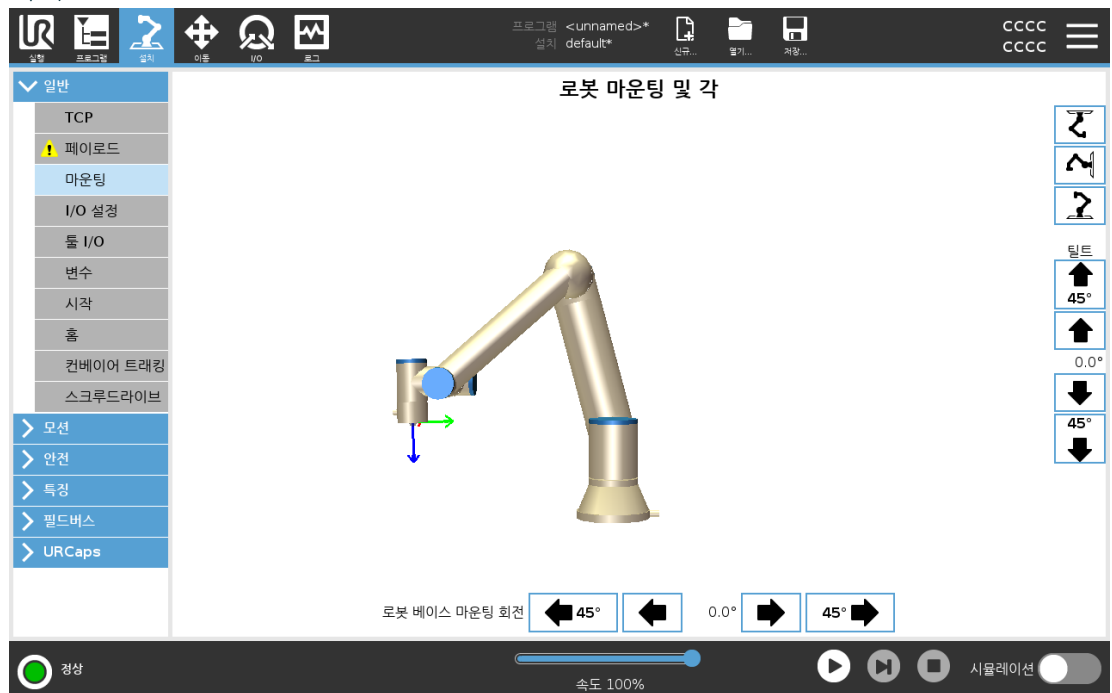 UR
프로그램 <unnamed>*
설치 default*
실행 프로그램 설치 이동 I/O 로그
신규... 열기... 저장...
CCCC
CCCC
일반
TCP
페이로드
마운팅
I/O 설정
툴 I/O
변수
시작
홈
컨베이어 트래킹
스크루드라이브
모션
안전
특징
필드버스
URCaps
로봇 마운팅 및 각
틸트
45°
0.0°
45°
로봇 베이스 마운팅 회전 45° 0.0° 45°
정상
속도 100%
시뮬레이션